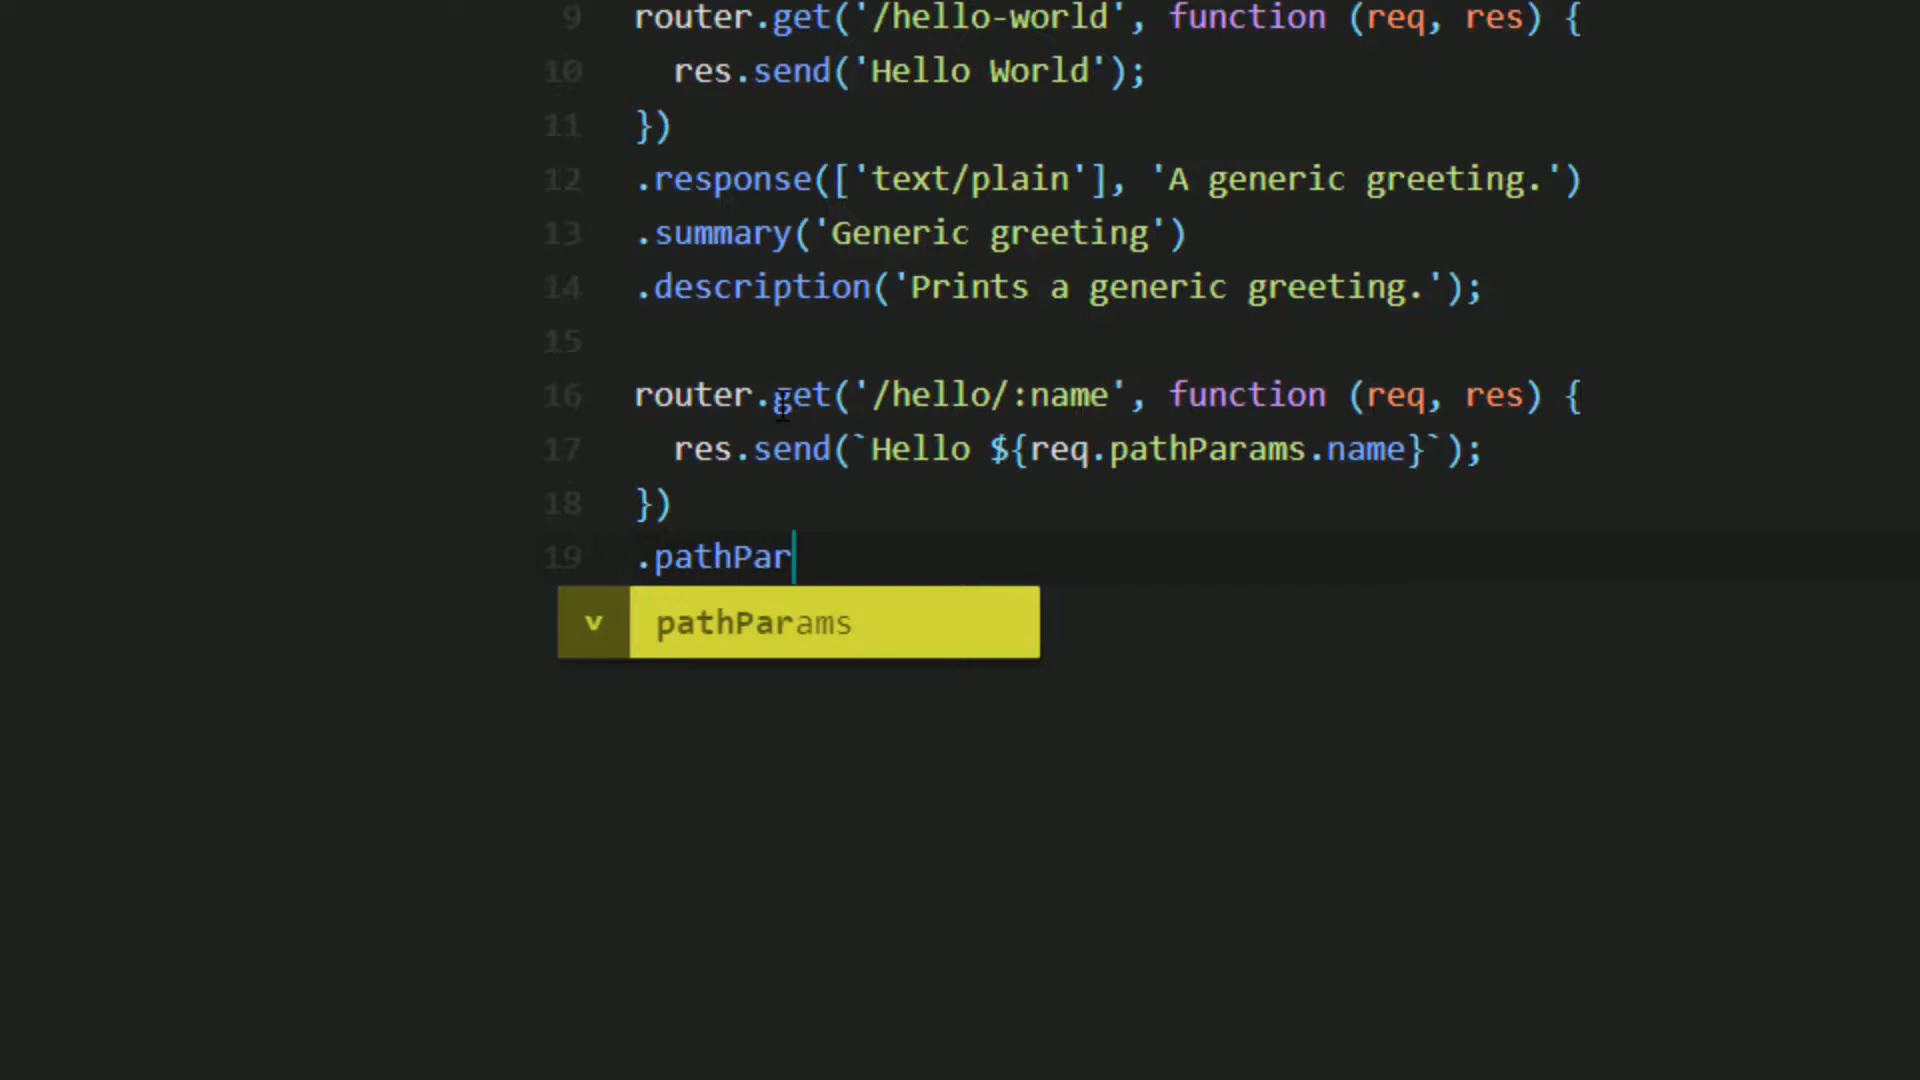 9 router.get('/hello-world', function (req, res) {
10 res.send('Hello World');
11 })
12 .response(['text/plain'], 'A generic greeting.')
13 .summary('Generic greeting')
14 .description('Prints a generic greeting.');
15
16 router.get('/hello/:name', function (req, res) {
17 res.send(`Hello ${req.pathParams.name}`);
18 })
19 .pathPar
v pathParams